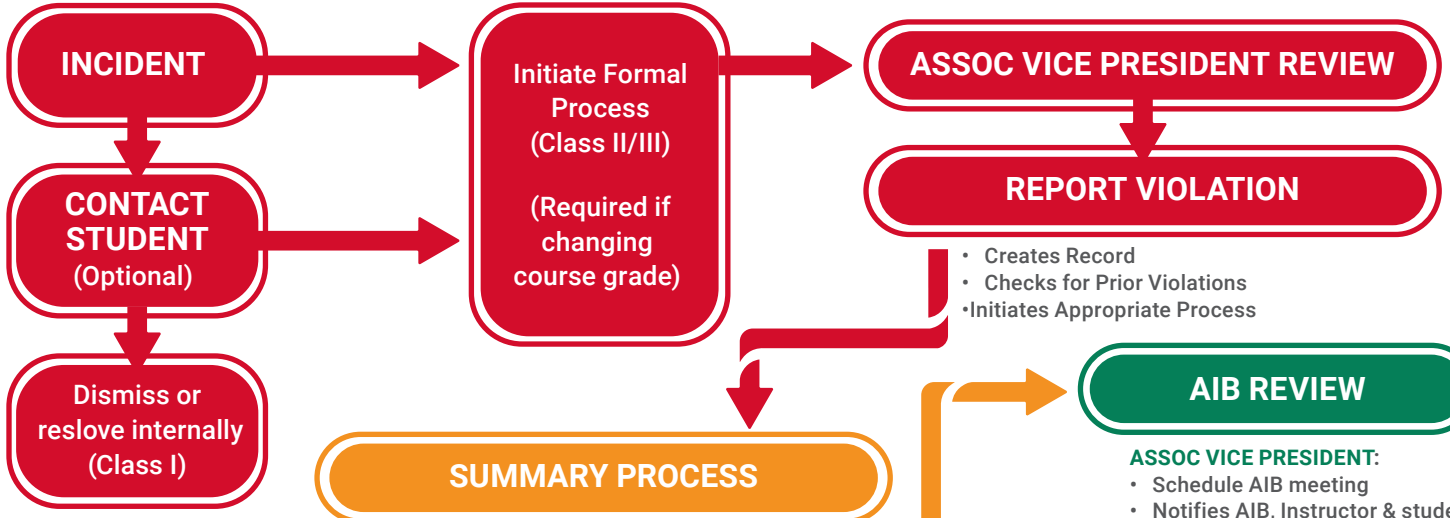 INCIDENT
CONTACT
STUDENT
(Optional)
Dismiss or
reslove internally
(Class I)
Initiate Formal
Process
(Class II/III)
(Required if
changing
course grade)
ASSOC VICE PRESIDENT REVIEW
REPORT VIOLATION
• Creates Record
• Checks for Prior Violations
•Initiates Appropriate Process
SUMMARY PROCESS
AIB REVIEW
ASSOC VICE PRESIDENT:
• Schedule AIB meeting
• Notifies AIB, Instructor &